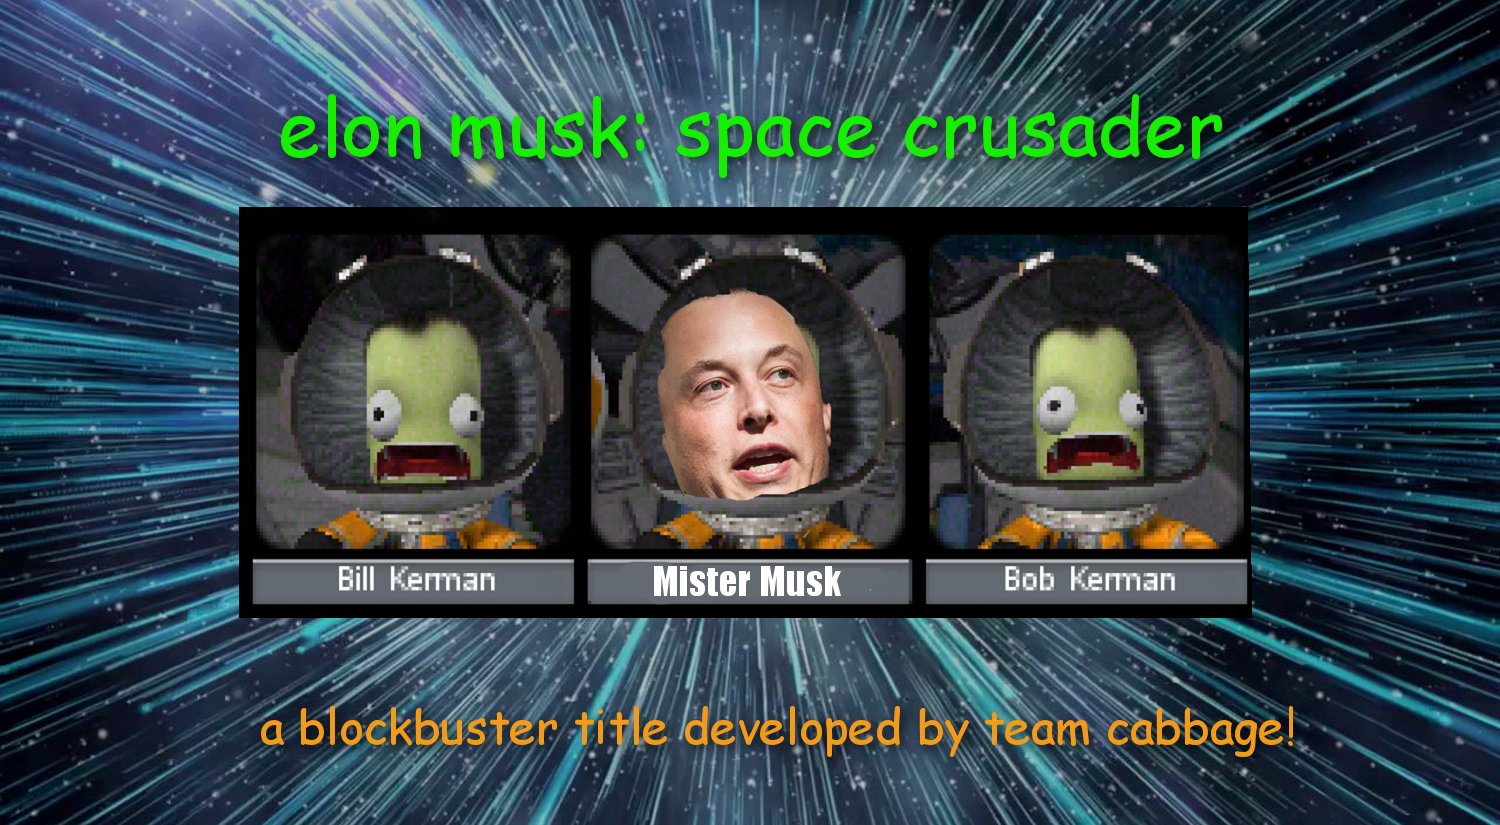 elon musk: space crusader
Bill Kerman
Mister Musk
Bob Kerman
a blockbuster title developed by team cabbage!